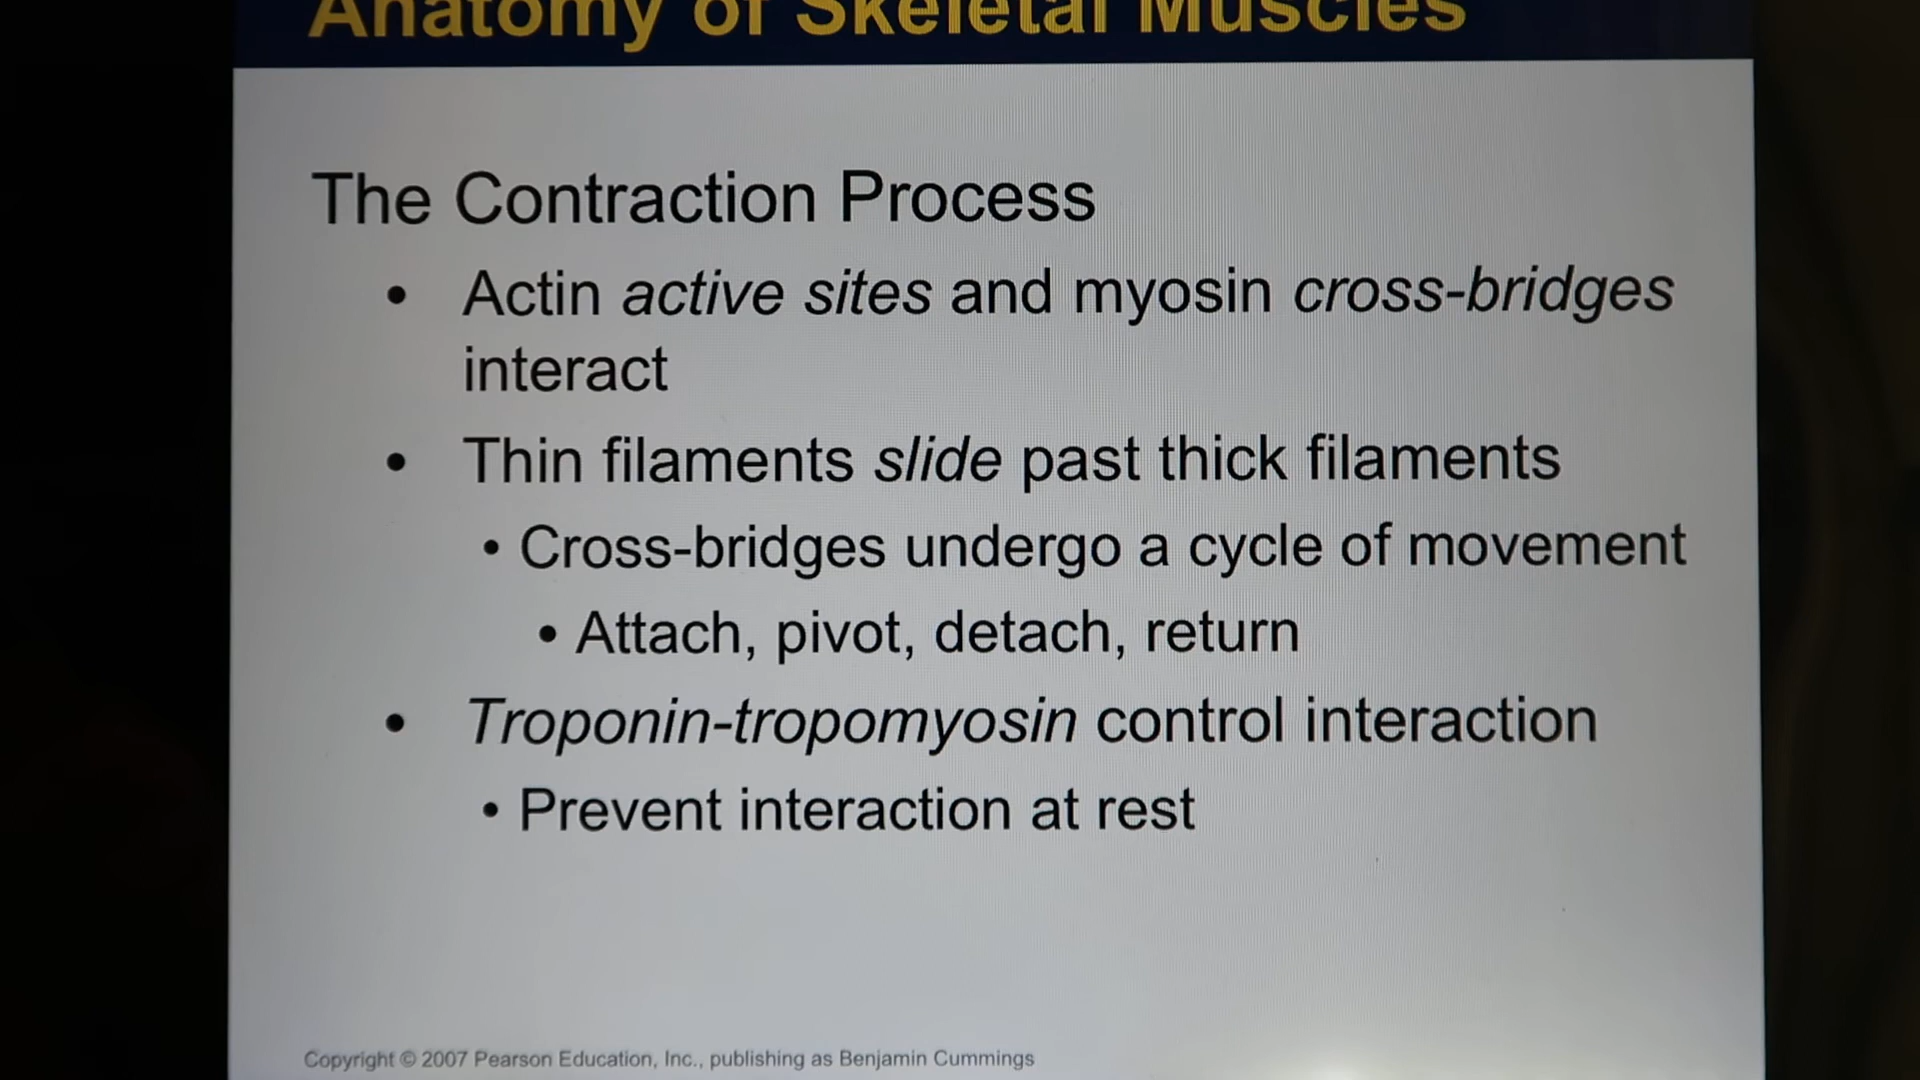 Anatomy of Skeletal Muscles
The Contraction Process
• Actin active sites and myosin cross-bridges
interact
• Thin filaments slide past thick filaments
• Cross-bridges undergo a cycle of movement
• Attach, pivot, detach, return
• Troponin-tropomyosin control interaction
• Prevent interaction at rest
Copyright © 2007 Pearson Education, Inc., publishing as Benjamin Cummings